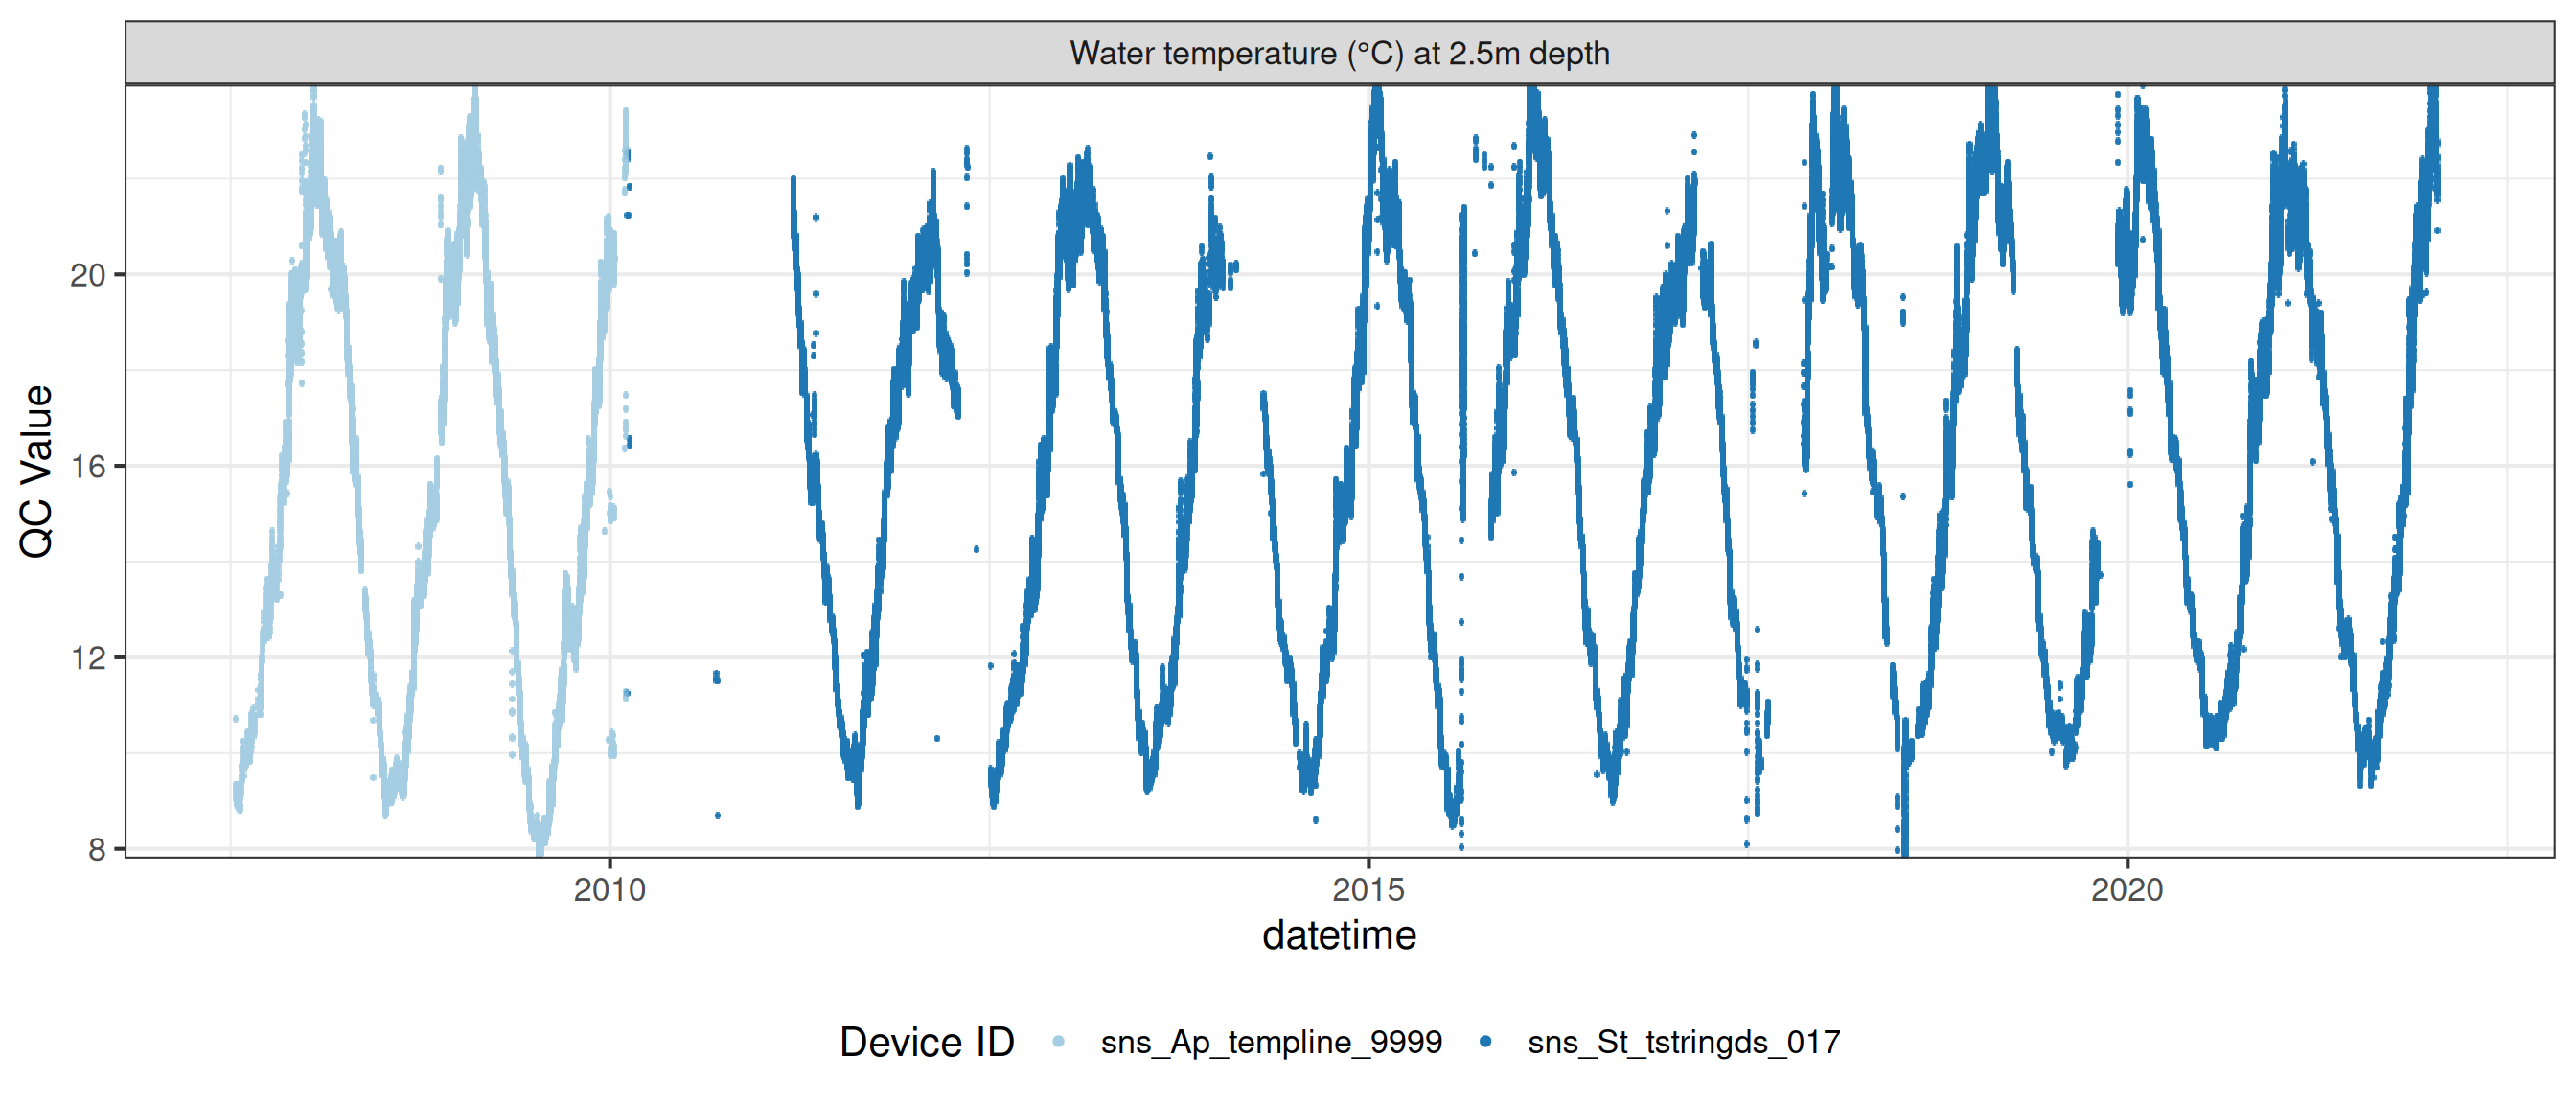 Water temperature (°C) at 2.5m depth
QC Value
20
16
12
8
2010 2015 2020
datetime
Device ID sns_Ap_templine_9999 sns_St_tstringds_017